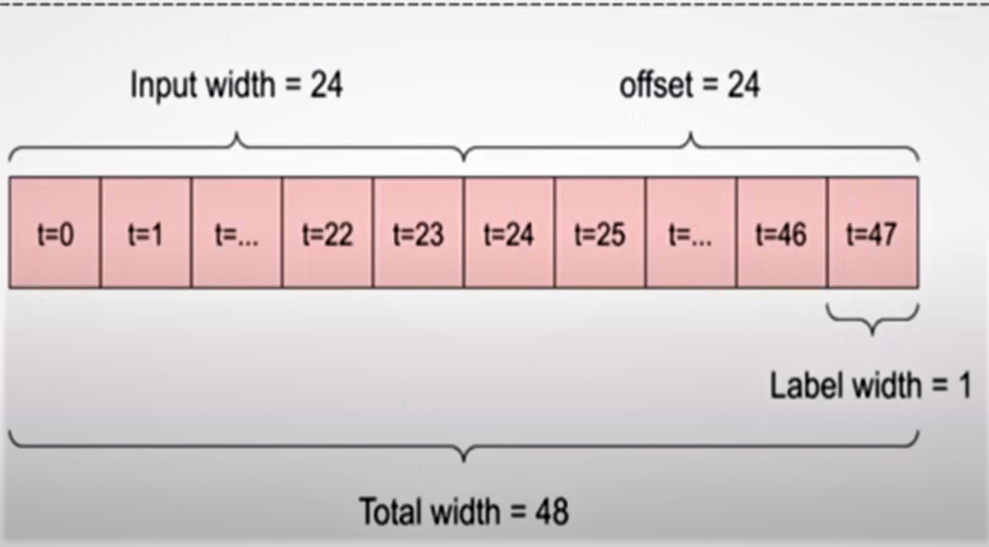 Input width = 24
offset = 24
t=0 t=1 t=... t=22 t=23 t=24 t=25 t=... t=46 t=47
Label width = 1
Total width = 48